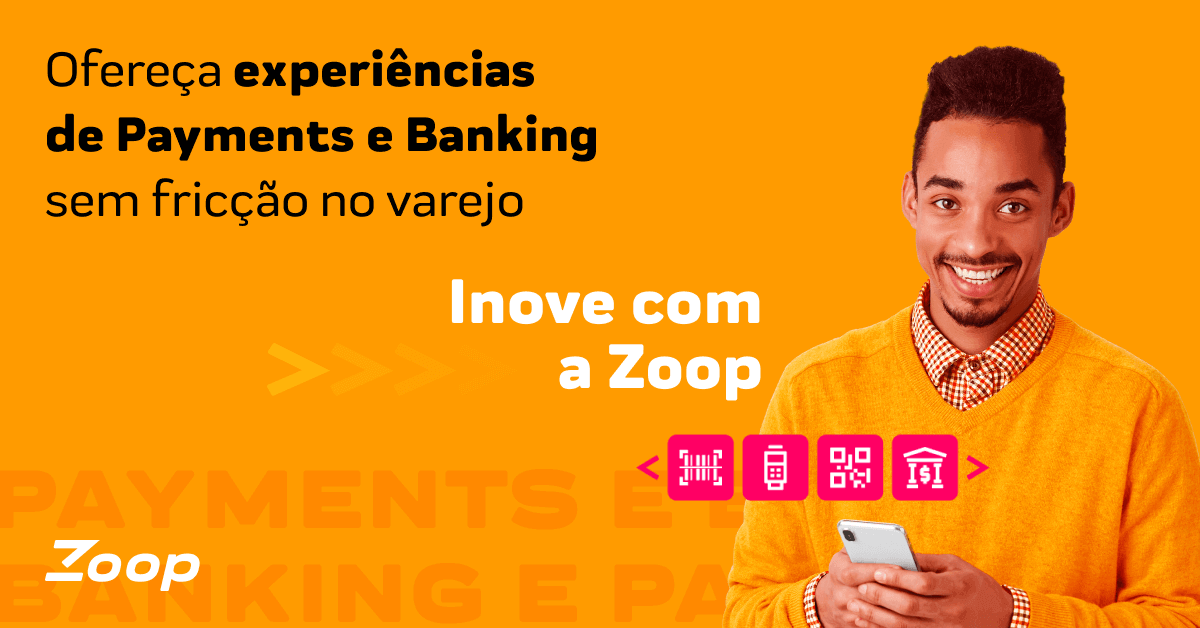 Ofereça experiências
de Payments e Banking
sem fricção no varejo
Inove com
a Zoop
PAYMENTS E B
BANKING E PA
Zoop